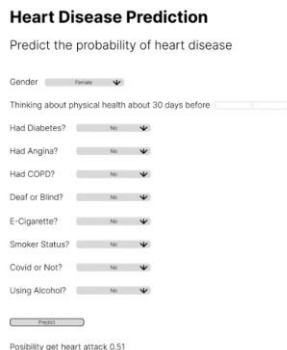 Heart Disease Prediction
Predict the probability of heart disease
Gender Female
Thinking about physical health about 30 days before
Had Diabetes? No
Had Angina? No
Had COPD? No
Deaf or Blind? No
E-Cigarette? No
Smoker Status? No
Covid or Not? No
Using Alcohol? No
Predict
Posibility get heart attack 0.51